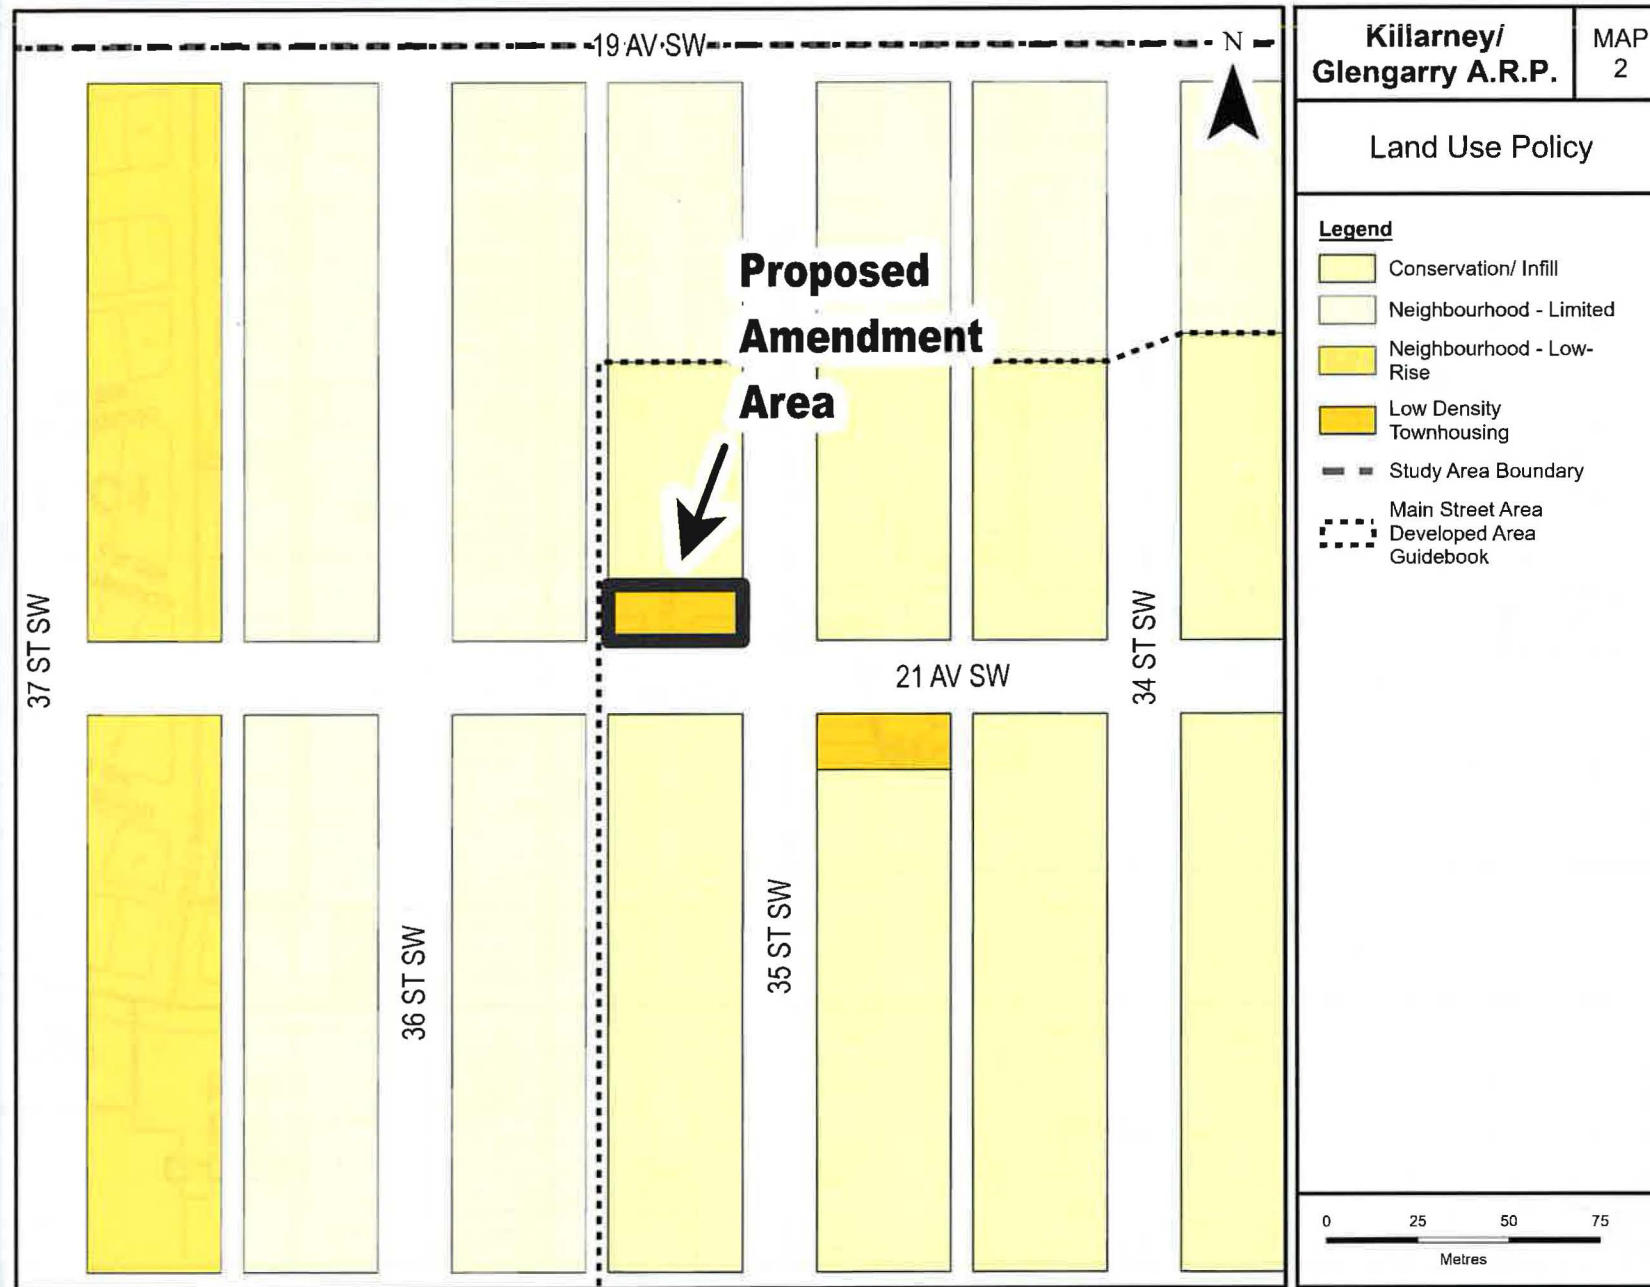 19 AV SW
N
Proposed
Amendment
Area
37 ST SW
34 ST SW
21 AV SW
35 ST SW
36 ST SW
Killarney/
Glengarry A.R.P.
MAP
2
Land Use Policy
Legend
Conservation/ Infill
Neighbourhood - Limited
Neighbourhood - Low-
Rise
Low Density
Townhousing
Study Area Boundary
Main Street Area
Developed Area
Guidebook
0 25 50 75
Metres